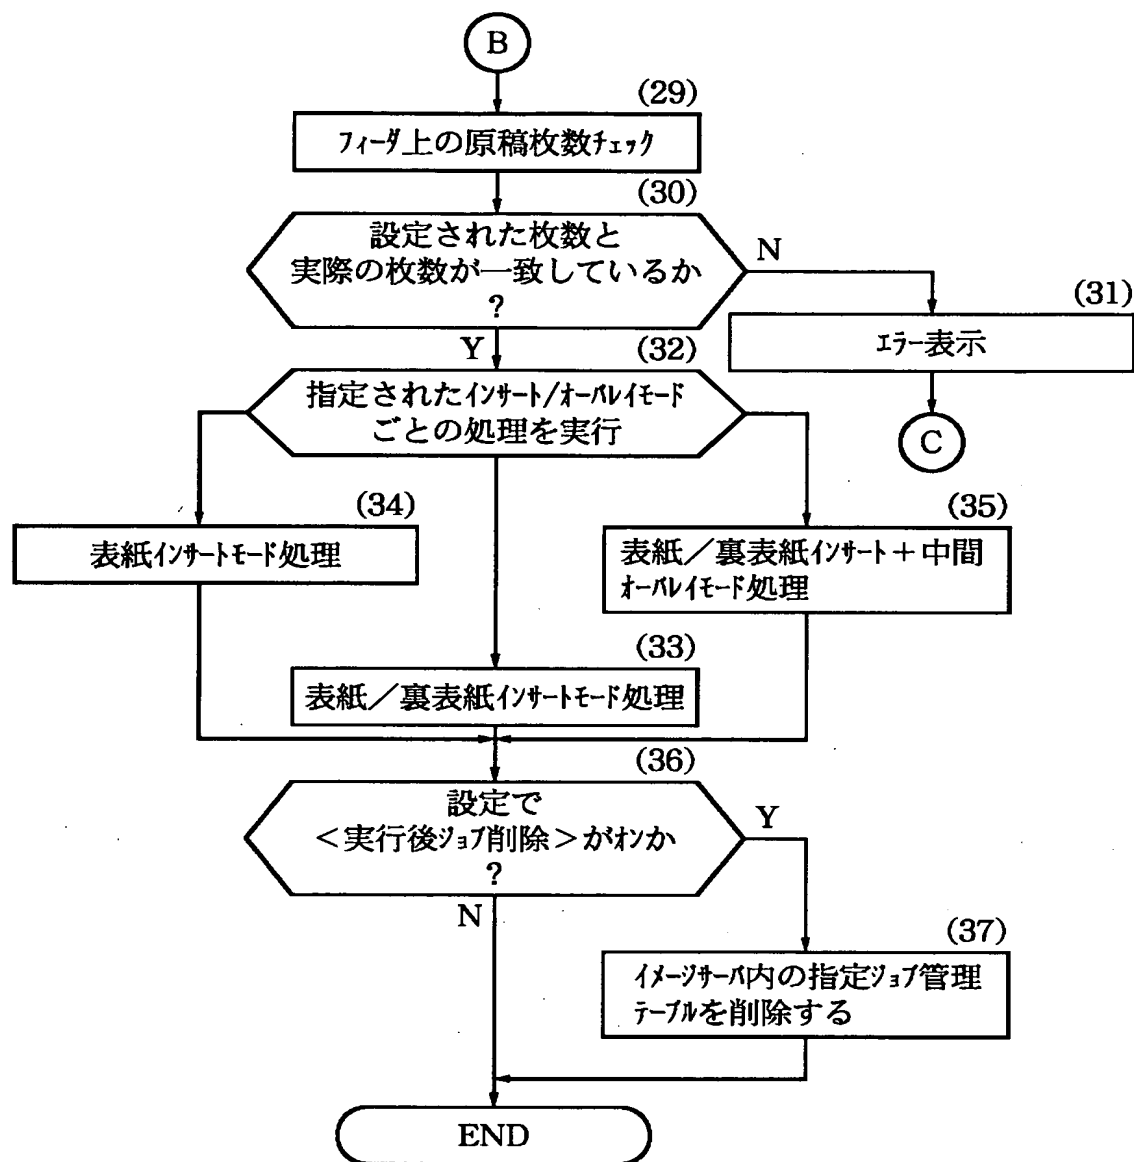 B
(29)
フィーダ上の原稿枚数チェック
(30)
設定された枚数と
実際の枚数が一致しているか
?
N
(31)
エラー表示
C
Y
(32)
指定されたインサート/オーバレイモード
ごとの処理を実行
(34)
表紙インサートモード処理
(35)
表紙／裏表紙インサート＋中間
オーバレイモード処理
(33)
表紙／裏表紙インサートモード処理
(36)
設定で
＜実行後ジョブ削除＞がオンか
?
Y
N
(37)
イメージサーバ内の指定ジョブ管理
テーブルを削除する
END